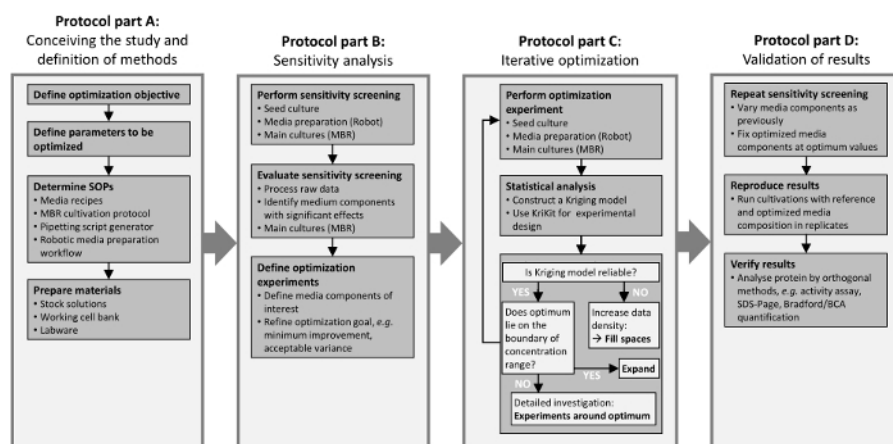 Protocol part A:
Conceiving the study and
definition of methods
Define optimization objective
Define parameters to be
optimized
Determine SOPs
• Media recipes
• MBR cultivation protocol
• Pipetting script generator
• Robotic media preparation
workflow
Prepare materials
• Stock solutions
• Working cell bank
• Labware
Protocol part B:
Sensitivity analysis
Perform sensitivity screening
• Seed culture
• Media preparation (Robot)
• Main cultures (MBR)
Evaluate sensitivity screening
• Process raw data
• Identify medium components
with significant effects
• Main cultures (MBR)
Define optimization
experiments
• Define media components of
interest
• Refine optimization goal, e.g.
minimum improvement,
acceptable variance
Protocol part C:
Iterative optimization
Perform optimization
experiment
• Seed culture
• Media preparation (Robot)
• Main cultures (MBR)
Statistical analysis
• Construct a Kriging model
• Use KriKit for experimental
design
Is Kriging model reliable?
YES
NO
Does optimum
lie on the
boundary of
concentration
range?
Increase data
density:
→ Fill spaces
YES
Expand
NO
Detailed investigation:
Experiments around optimum
Protocol part D:
Validation of results
Repeat sensitivity screening
• Vary media components as
previously
• Fix optimized media
components at optimum values
Reproduce results
• Run cultivations with reference
and optimized media
composition in replicates
Verify results
• Analyse protein by orthogonal
methods, e.g. activity assay,
SDS-Page, Bradford/BCA
quantification